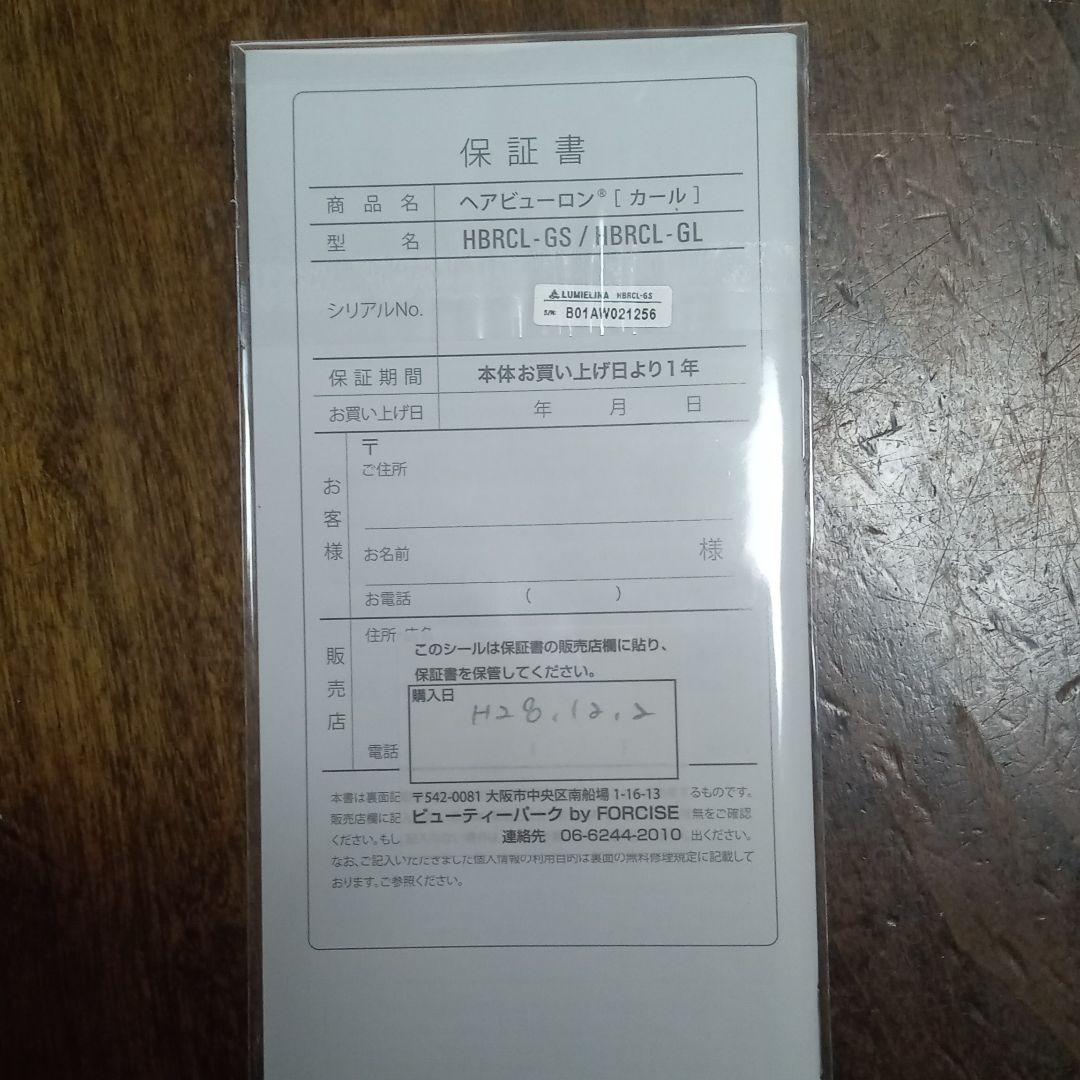 保証書
商品名 ヘアビューロン® [ カール ]
型名 HBRCL-GS / HBRCL-GL
シリアルNo. LUMIELINA HBRCL-GS
S/N: B01AW021256
保証期間 本体お買い上げ日より1年
お買い上げ日 年 月 日
お客様
〒
ご住所
お名前 様
お電話 ( )
販売店
住所
このシールは保証書の販売店欄に貼り、
保証書を保管してください。
購入日
H28.12.2
電話
本書は裏面記 〒542-0081 大阪市中央区南船場 1-16-13 るものです。
販売店欄に記 ビューティーパーク by FORCISE 無をご確認
ください。もし 連絡先 06-6244-2010 出ください。
なお、ご記入いただきました個人情報の利用目的は裏面の無料修理規定に記載して
おります。ご参照ください。